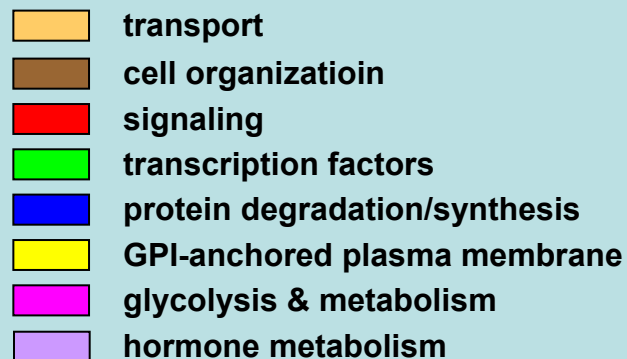 transport
cell organizatioin
signaling
transcription factors
protein degradation/synthesis
GPI-anchored plasma membrane
glycolysis & metabolism
hormone metabolism